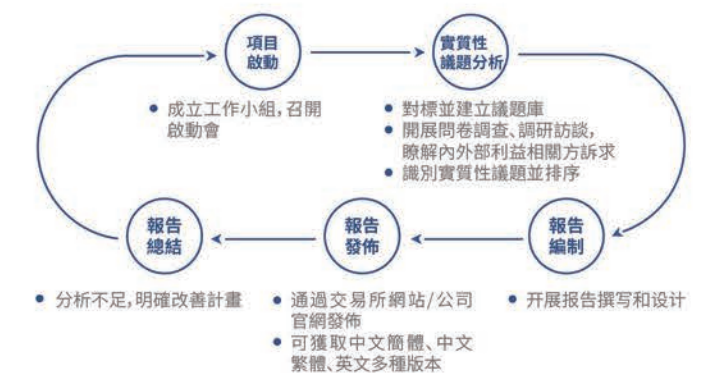 項目
啟動
實質性
議題分析
• 成立工作小組，召開
啟動會
• 對標並建立議題庫
• 開展問卷調查、調研訪談，
瞭解內外部利益相關方訴求
• 識別實質性議題並排序
報告
總結
報告
發佈
報告
編制
• 分析不足，明確改善計畫
• 通過交易所網站/公司
官網發佈
• 可獲取中文簡體、中文
繁體、英文多種版本
• 开展报告撰写和设计